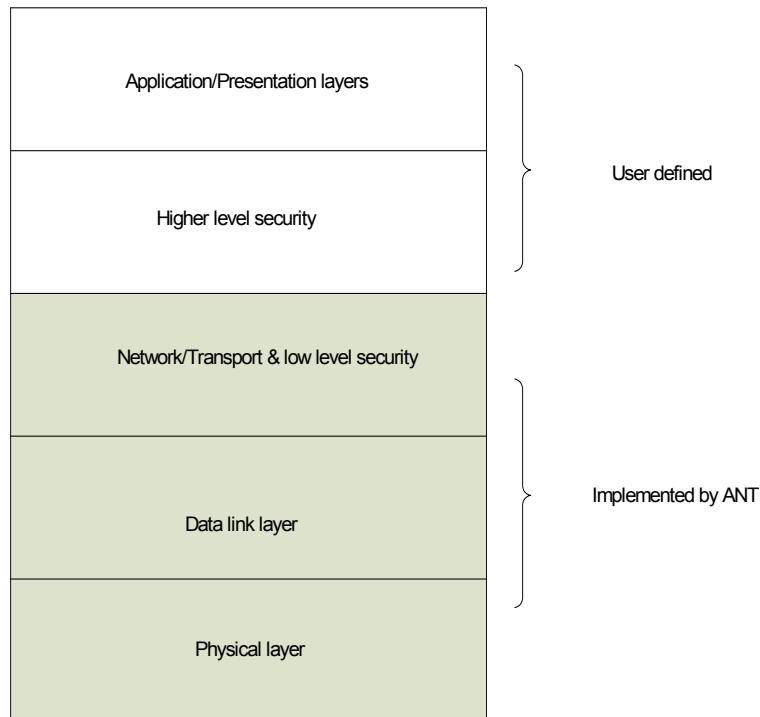 Application/Presentation layers
User defined
Higher level security
Network/Transport & low level security
Implemented by ANT
Data link layer
Physical layer